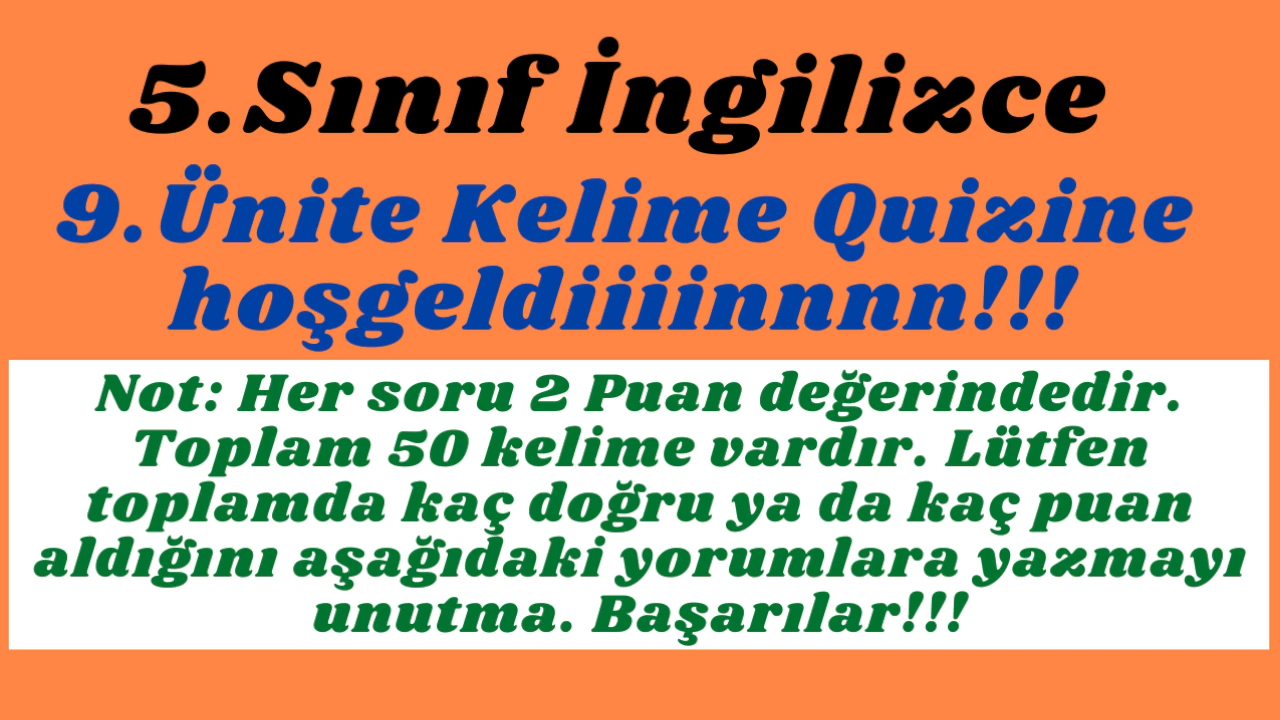 5.Sınıf İngilizce
9.Ünite Kelime Quizine
hoşgeldiiiinnnn!!!
Not: Her soru 2 Puan değerindedir.
Toplam 50 kelime vardır. Lütfen
toplamda kaç doğru ya da kaç puan
aldığını aşağıdaki yorumlara yazmayı
unutma. Başarılar!!!